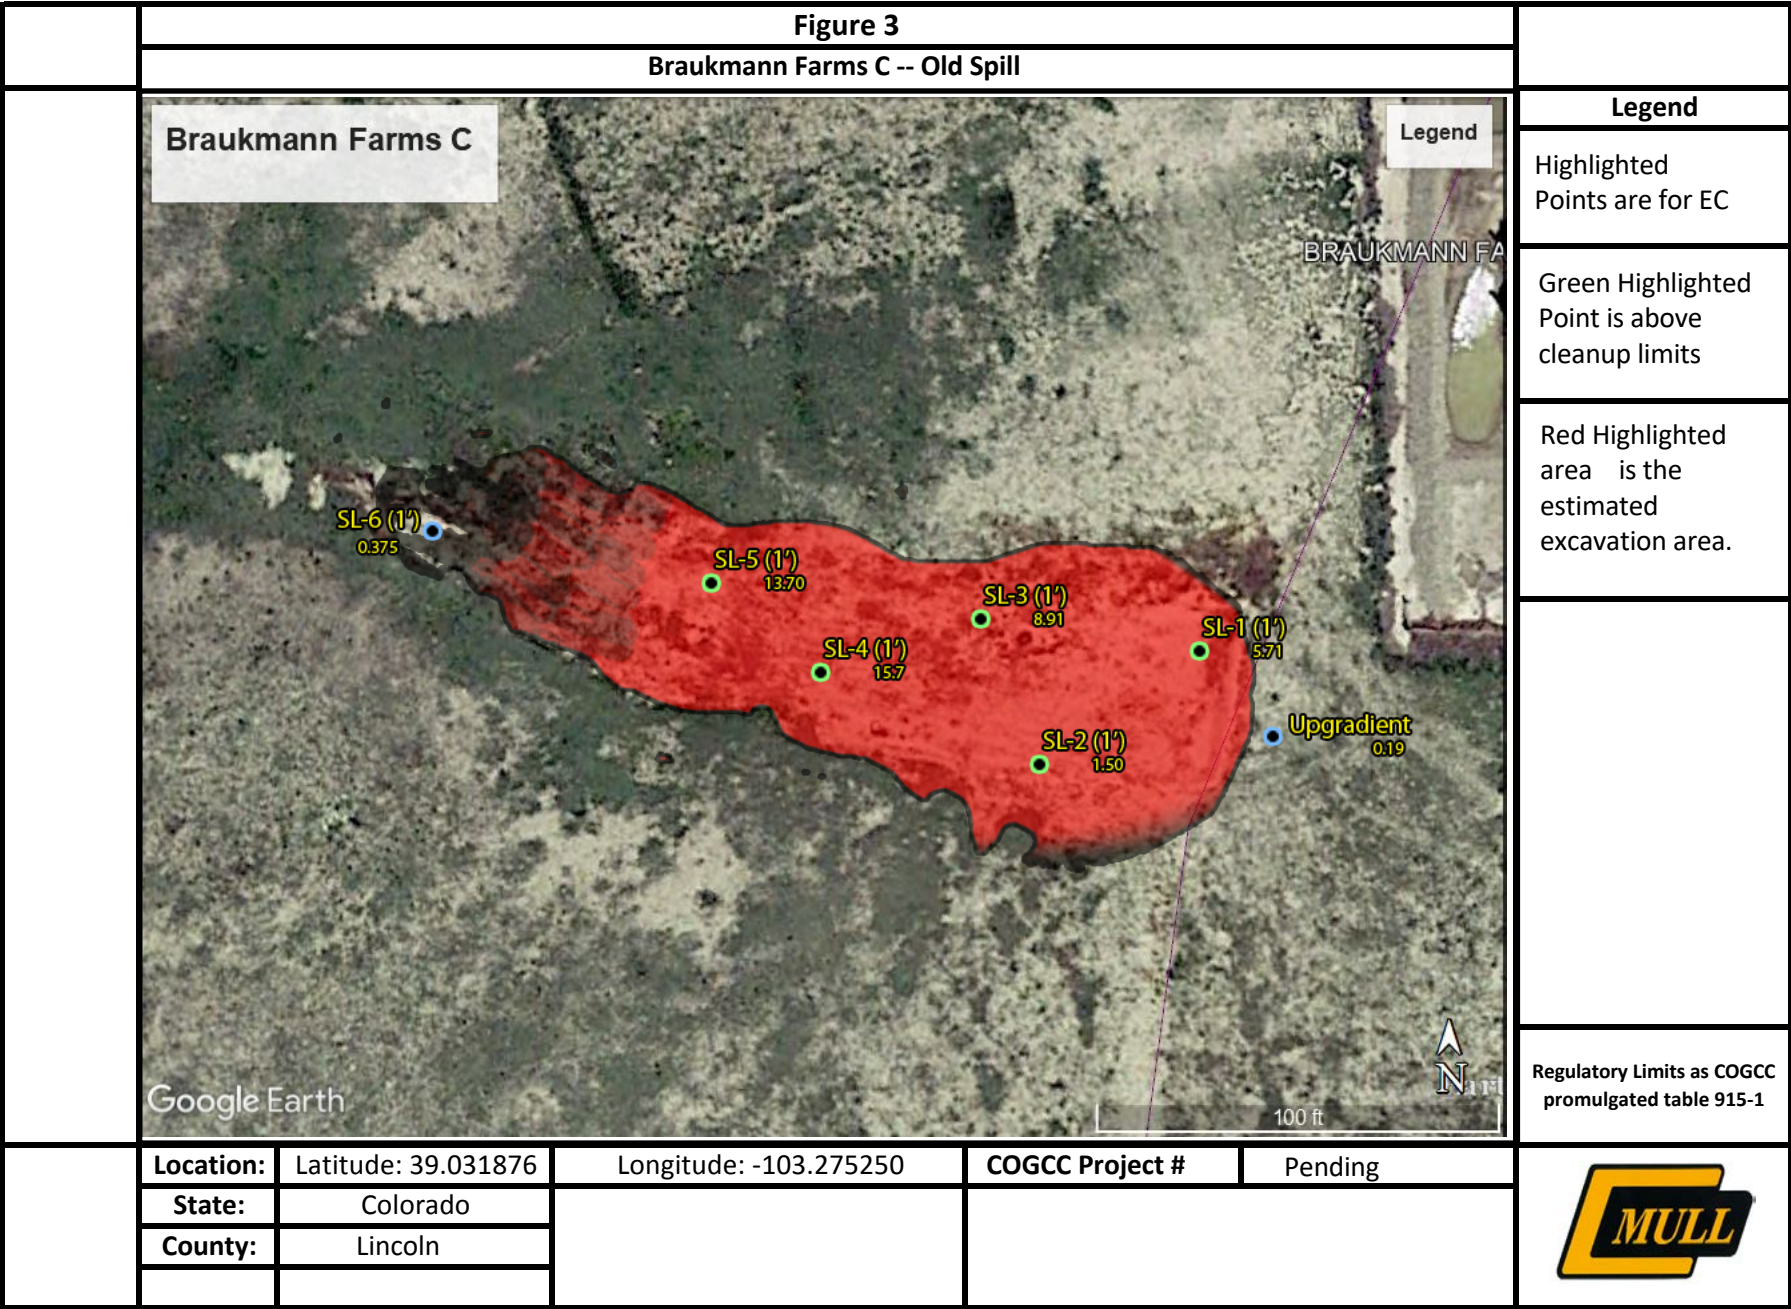 Figure 3
Braukmann Farms C -- Old Spill
Braukmann Farms C
Legend
BRAUKMANN FA
SL-6 (1')
0.375
SL-5 (1')
13.70
SL-3 (1')
8.91
SL-1 (1')
5.71
SL-4 (1')
15.7
SL-2 (1')
1.50
Upgradient
0.19
N
Google Earth
100 ft
Legend
Highlighted
Points are for EC
Green Highlighted
Point is above
cleanup limits
Red Highlighted
area is the
estimated
excavation area.
Regulatory Limits as COGCC
promulgated table 915-1
Location: Latitude: 39.031876 Longitude: -103.275250 COGCC Project # Pending
State: Colorado
County: Lincoln
MULL